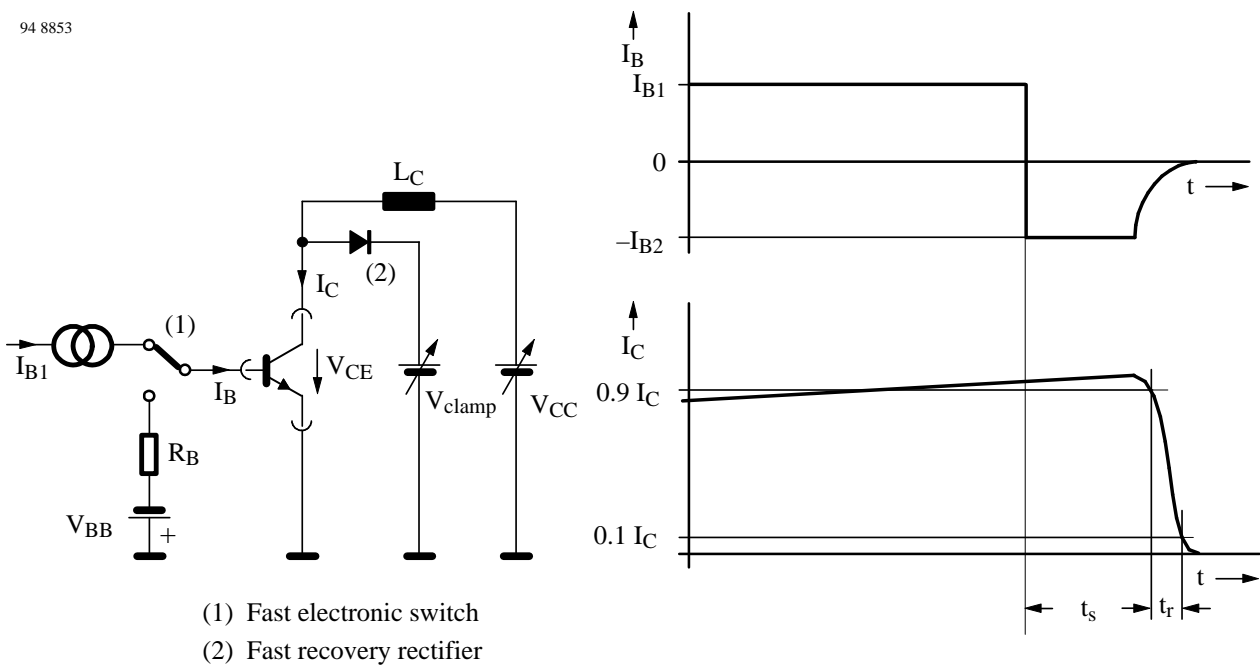 94 8853
L_C
(2)
I_C
(1)
I_B1
I_B
V_CE
V_clamp
V_CC
R_B
V_BB
+
(1) Fast electronic switch
(2) Fast recovery rectifier
I_B
I_B1
0
t
–I_B2
I_C
0.9 I_C
0.1 I_C
t
t_s
t_r